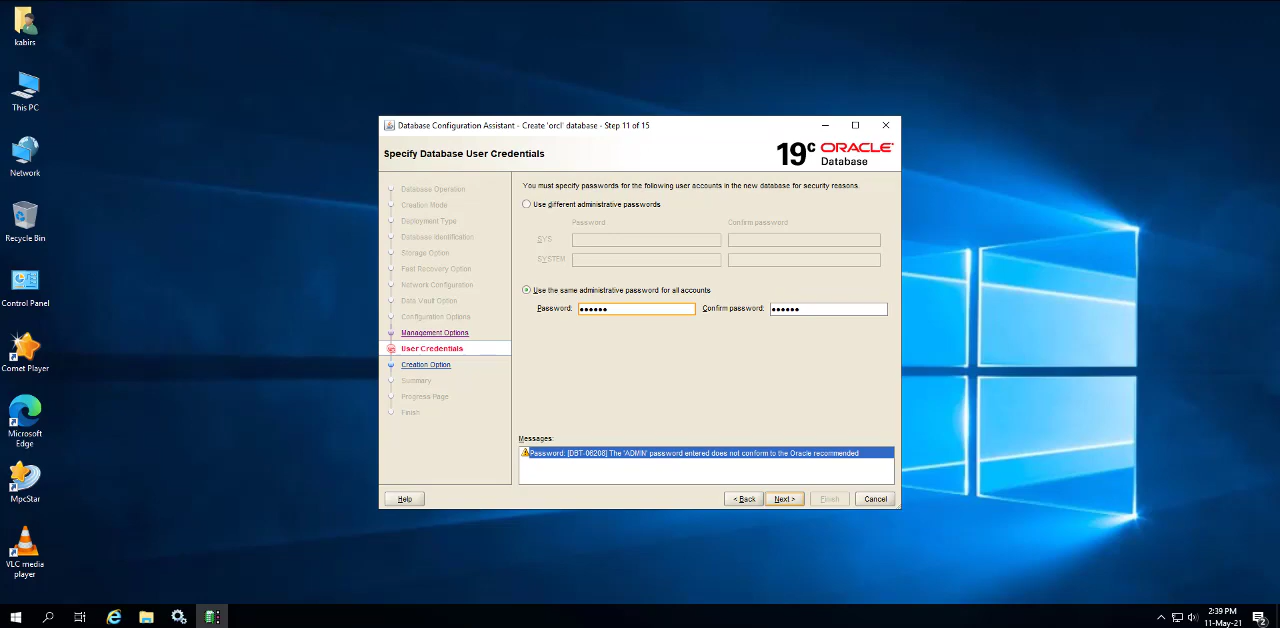 kabirs
This PC
Network
Recycle Bin
Control Panel
Comet Player
Microsoft
Edge
MpcStar
VLC media
player
Database Configuration Assistant - Create 'orcl' database - Step 11 of 15
Specify Database User Credentials
19c ORACLE
Database
Database Operation
Creation Mode
Deployment Type
Database Identification
Storage Option
Fast Recovery Option
Network Configuration
Data Vault Option
Configuration Options
Management Options
User Credentials
Creation Option
Summary
Progress Page
Finish
You must specify passwords for the following user accounts in the new database for security reasons.
Use different administrative passwords
Password Confirm password
SYS
SYSTEM
Use the same administrative password for all accounts
Password: •••••• Confirm password: ••••••
Messages:
Password: [DBT-06208] The 'ADMIN' password entered does not conform to the Oracle recommended
Help < Back Next > Finish Cancel
2:39 PM
11-May-21
2